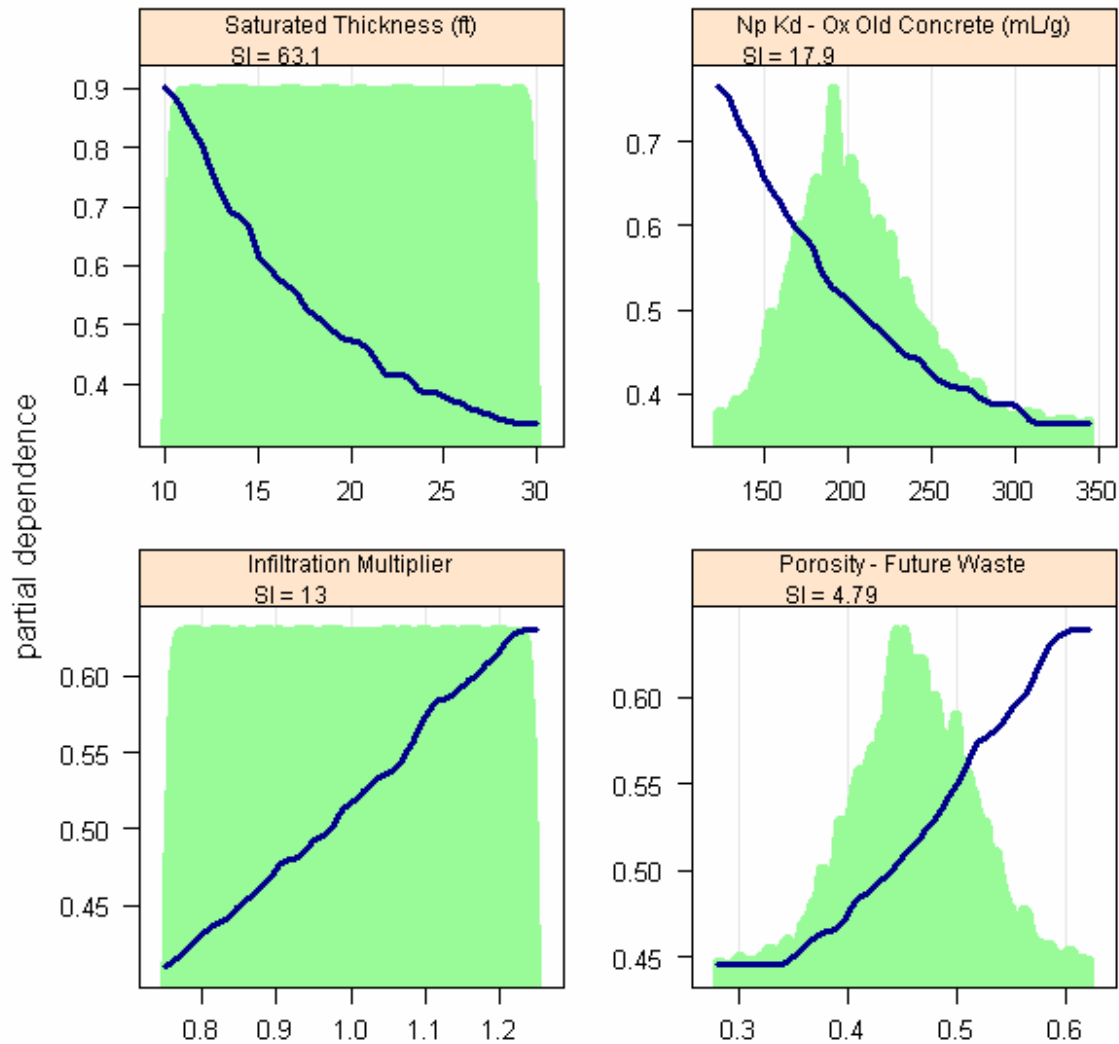 Saturated Thickness (ft)
SI = 63.1
Np Kd - Ox Old Concrete (mL/g)
SI = 17.9
0.9
0.8
0.7
0.6
0.5
0.4
0.7
0.6
0.5
0.4
10 15 20 25 30
150 200 250 300 350
partial dependence
Infiltration Multiplier
SI = 13
Porosity - Future Waste
SI = 4.79
0.60
0.55
0.50
0.45
0.60
0.55
0.50
0.45
0.8 0.9 1.0 1.1 1.2
0.3 0.4 0.5 0.6